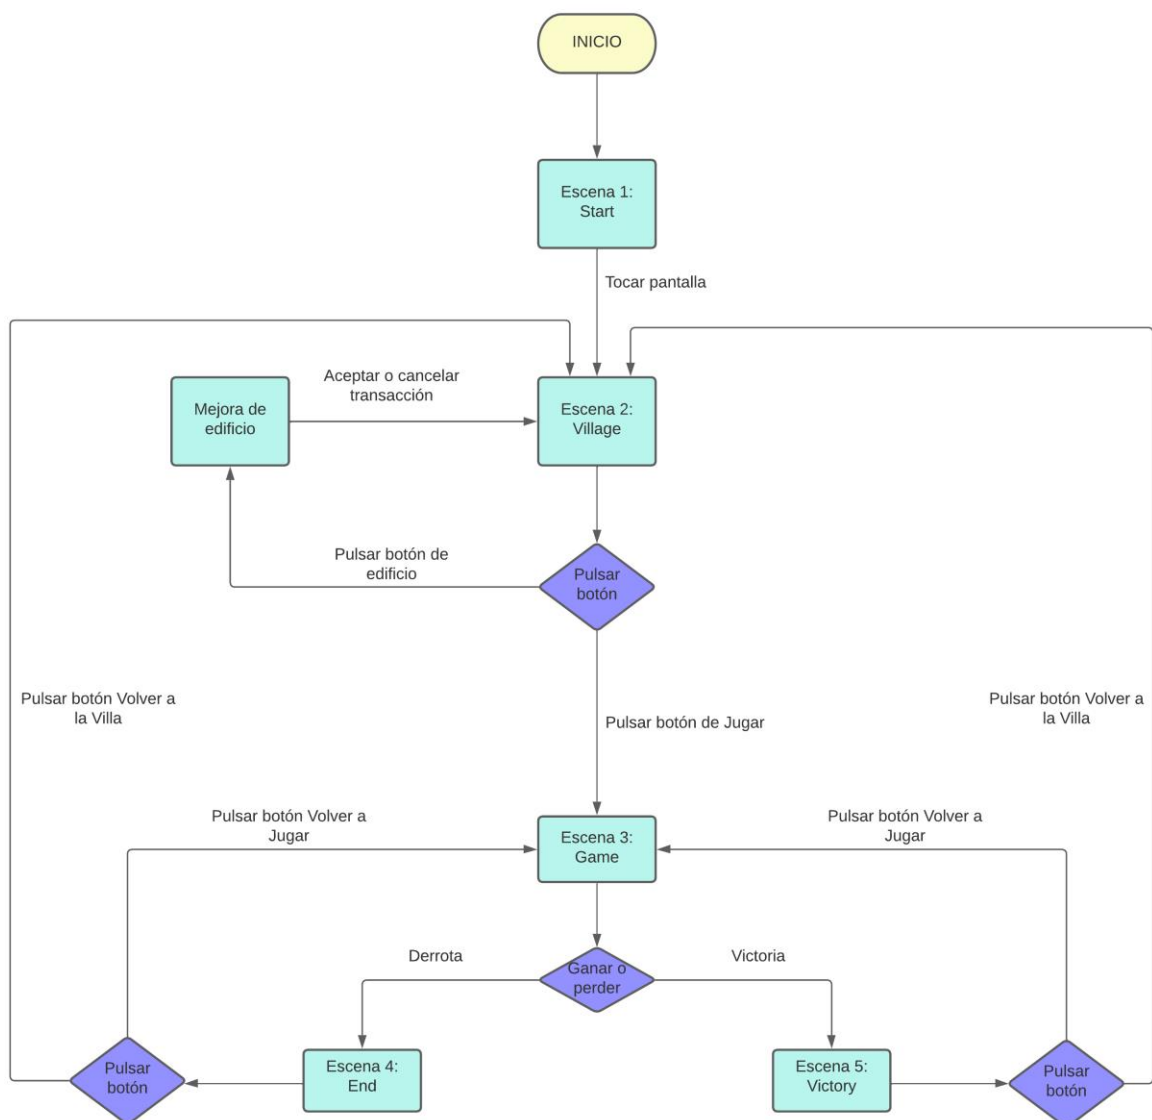 INICIO
Escena 1:
Start
Tocar pantalla
Aceptar o cancelar
transacción
Mejora de
edificio
Escena 2:
Village
Pulsar botón de
edificio
Pulsar
botón
Pulsar botón Volver a
la Villa
Pulsar botón de Jugar
Pulsar botón Volver a
la Villa
Pulsar botón Volver a
Jugar
Escena 3:
Game
Pulsar botón Volver a
Jugar
Derrota
Ganar o
perder
Victoria
Pulsar
botón
Escena 4:
End
Escena 5:
Victory
Pulsar
botón